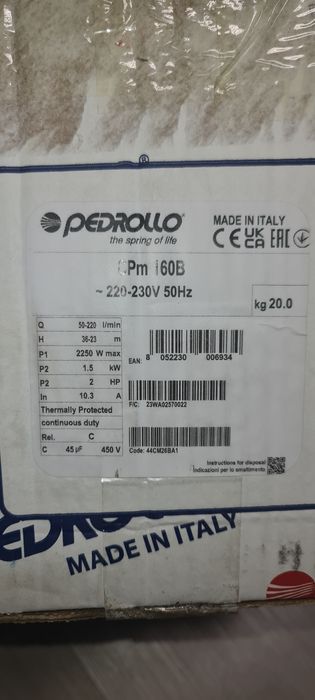 PEDROLLO®
the spring of life
MADE IN ITALY
CE UK CA EAC
CPm 160B
~ 220-230V 50Hz
kg 20.0
Q 50-220 l/min
H 36-23 m
P1 2250 W max
P2 1.5 kW
P2 2 HP
In 10.3 A
Thermally Protected
continuous duty
Rel. C
C 45 µF 450 V
EAN: 8 052230 006934
F/C: 23WA02570022
Code: 44CM26BA1
Instructions for disposal
Indicazioni per lo smaltimento
MADE IN ITALY